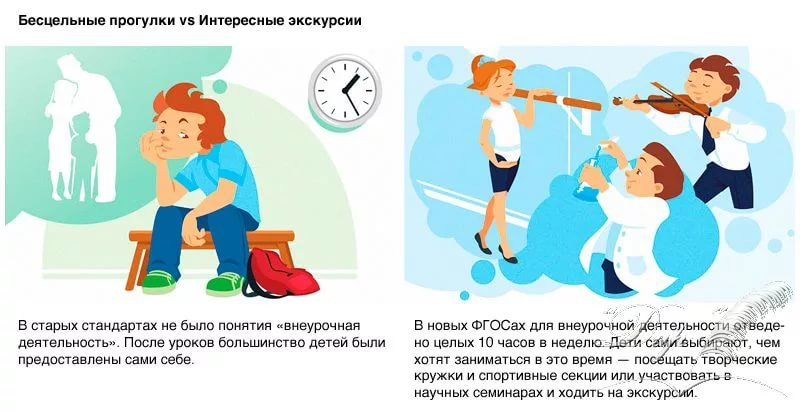 Бесцельные прогулки vs Интересные экскурсии
В старых стандартах не было понятия «внеурочная
деятельность». После уроков большинство детей были
предоставлены сами себе.
В новых ФГОСах для внеурочной деятельности отведе-
но целых 10 часов в неделю. Дети сами выбирают, чем
хотят заниматься в это время — посещать творческие
кружки и спортивные секции или участвовать в
научных семинарах и ходить на экскурсии.